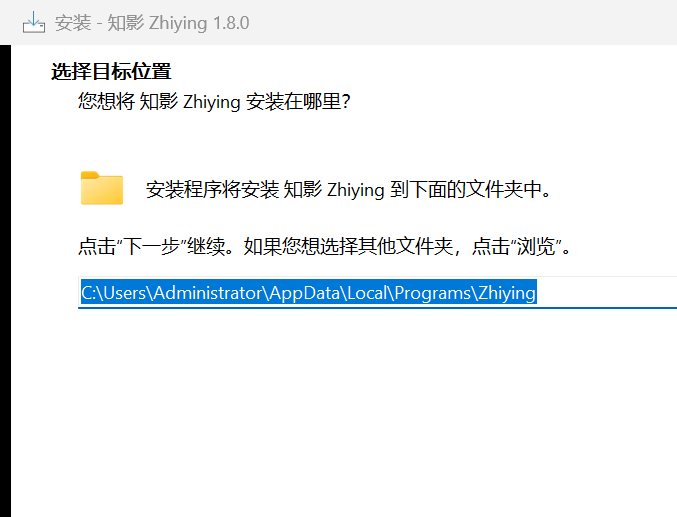 安装 - 知影 Zhiying 1.8.0
选择目标位置
您想将 知影 Zhiying 安装在哪里？
安装程序将安装 知影 Zhiying 到下面的文件夹中。
点击“下一步”继续。如果您想选择其他文件夹，点击“浏览”。
C:\Users\Administrator\AppData\Local\Programs\Zhiying